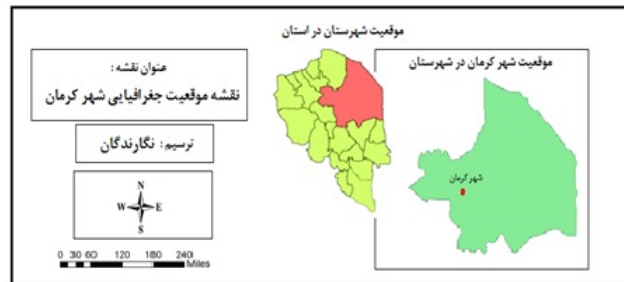 موقعیت شهرستان در استان
موقعیت شهر کرمان در شهرستان
عنوان نقشه :
نقشه موقعیت جغرافیایی شهر کرمان
ترسیم : نگارندگان
شهر کرمان
N
W E
S
0 30 60 120 180 240
Miles